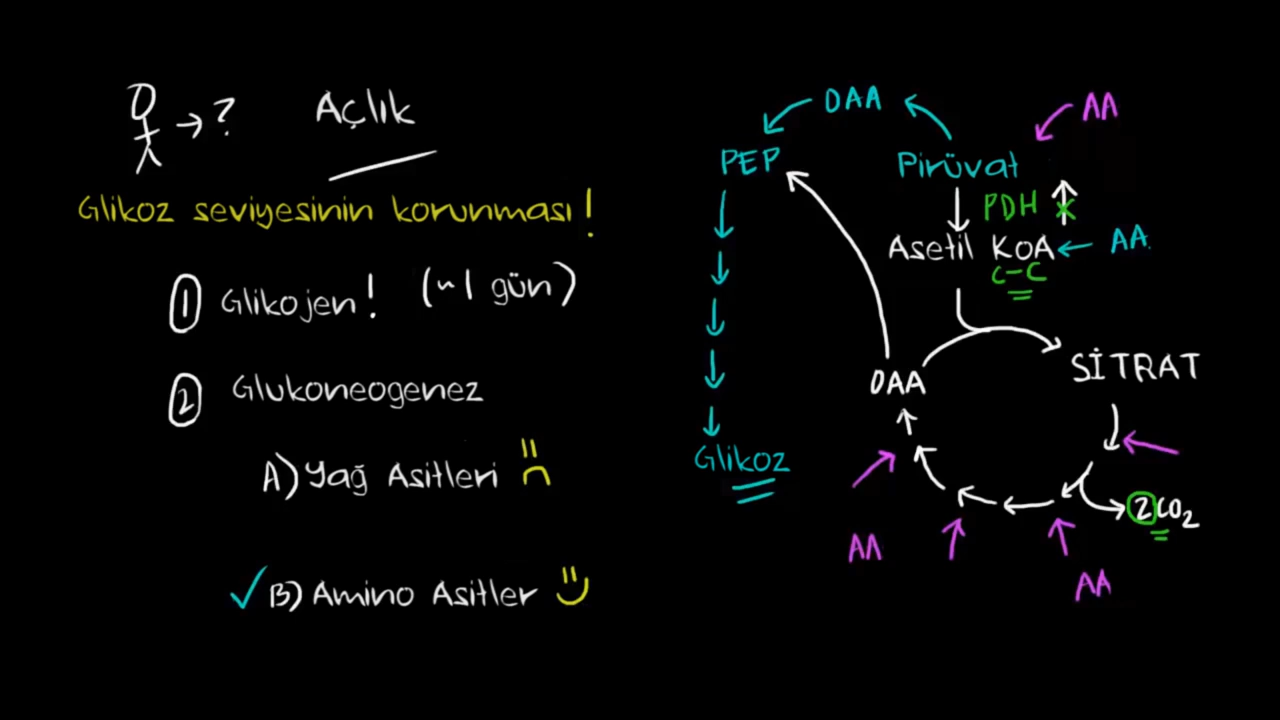 → ? Açlık
Glikoz seviyesinin korunması!
1 Glikojen! (~1 gün)
2 Glukoneogenez
A) Yağ Asitleri
B) Amino Asitler
OAA
AA
PEP
Pirüvat
PDH
Asetil KoA ← AA
C-C
SİTRAT
OAA
Glikoz
2CO₂
AA
AA